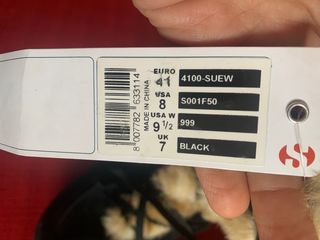 8 007782 633114
MADE IN CHINA
EURO
41
USA
8
USA W
9 1/2
UK
7
4100-SUEW
S001F50
999
BLACK